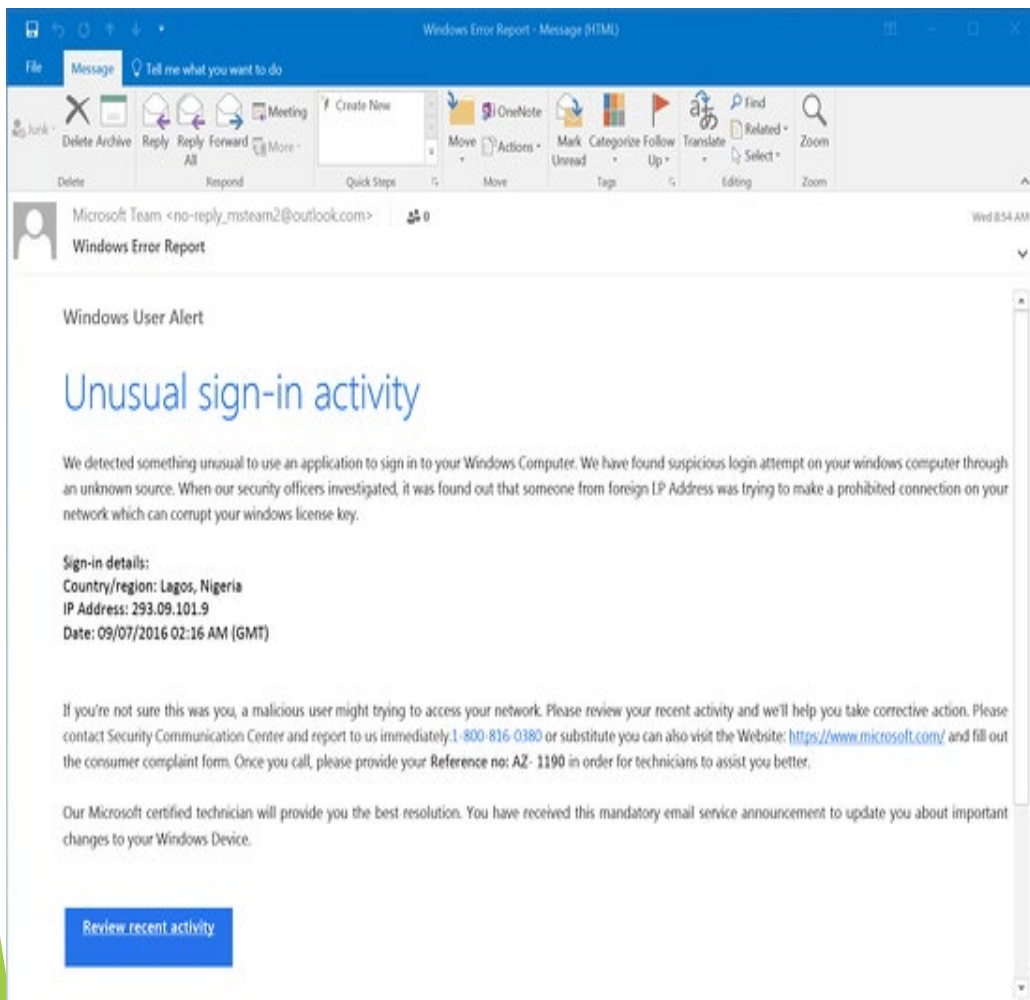 Windows Error Report - Message (HTML)
File Message Tell me what you want to do
Junk
Delete Archive Reply Reply All Forward Meeting More Create New Move OneNote Actions Mark Unread Categorize Follow Up Translate Find Related Select Zoom
Delete Respond Quick Steps Move Tags Editing Zoom
Microsoft Team <no-reply_msteam2@outlook.com> 0 Wed 8:54 AM
Windows Error Report
Windows User Alert
Unusual sign-in activity
We detected something unusual to use an application to sign in to your Windows Computer. We have found suspicious login attempt on your windows computer through
an unknown source. When our security officers investigated, it was found out that someone from foreign I.P Address was trying to make a prohibited connection on your
network which can corrupt your windows license key.
Sign-in details:
Country/region: Lagos, Nigeria
IP Address: 293.09.101.9
Date: 09/07/2016 02:16 AM (GMT)
If you're not sure this was you, a malicious user might trying to access your network. Please review your recent activity and we'll help you take corrective action. Please
contact Security Communication Center and report to us immediately.1-800-816-0380 or substitute you can also visit the Website: https://www.microsoft.com/ and fill out
the consumer complaint form. Once you call, please provide your Reference no: AZ- 1190 in order for technicians to assist you better.
Our Microsoft certified technician will provide you the best resolution. You have received this mandatory email service announcement to update you about important
changes to your Windows Device.
Review recent activity